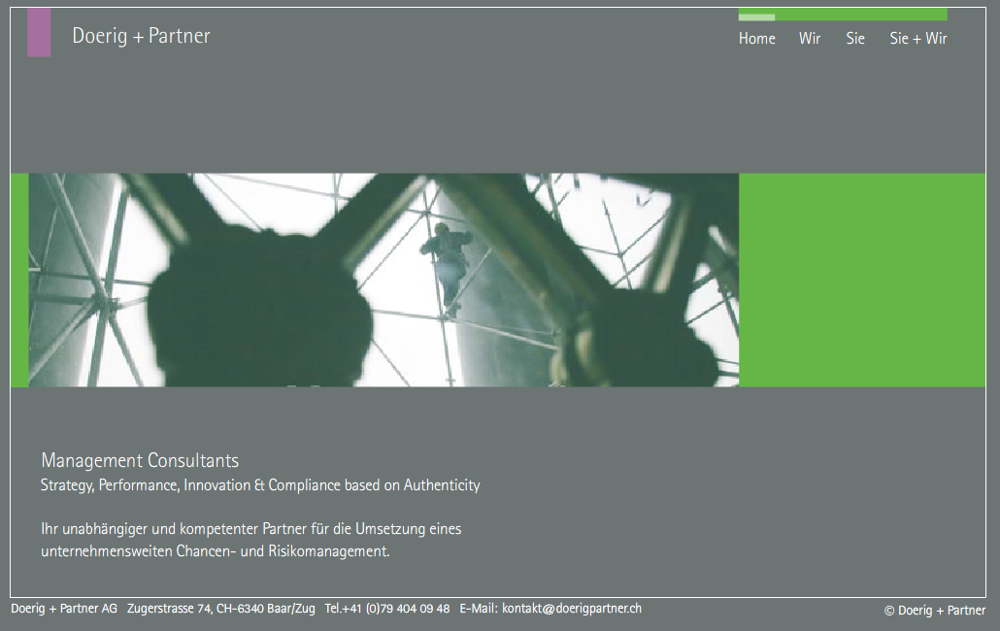 Doerig + Partner
Home Wir Sie Sie + Wir
Management Consultants
Strategy, Performance, Innovation & Compliance based on Authenticity
Ihr unabhängiger und kompetenter Partner für die Umsetzung eines
unternehmensweiten Chancen- und Risikomanagement.
Doerig + Partner AG Zugerstrasse 74, CH-6340 Baar/Zug Tel.+41 (0)79 404 09 48 E-Mail: kontakt@doerigpartner.ch
© Doerig + Partner